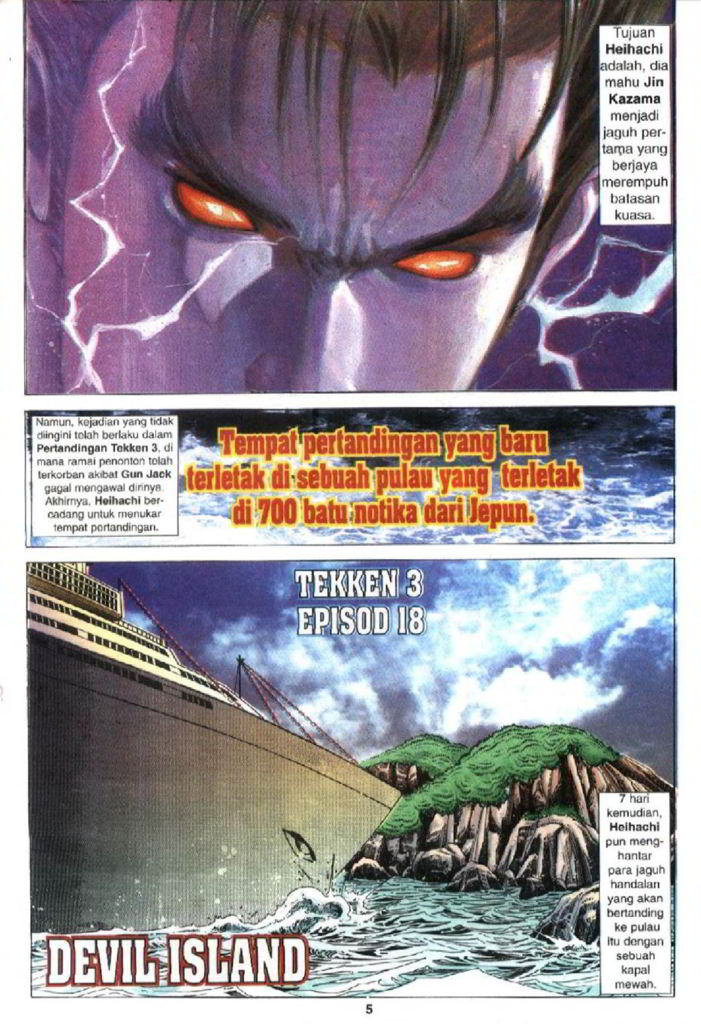 Tujuan
Heihachi
adalah, dia
mahu Jin
Kazama
menjadi
jaguh per-
tama yang
berjaya
merempuh
batasan
kuasa.
Namun, kejadian yang tidak
diingini telah berlaku dalam
Pertandingan Tekken 3, di
mana ramai penonton telah
terkorban akibat Gun Jack
gagal mengawal dirinya.
Akhirnya, Heihachi ber-
cadang untuk menukar
tempat pertandingan.
Tempat pertandingan yang baru
terletak di sebuah pulau yang terletak
di 700 batu notika dari Jepun.
TEKKEN 3
EPISOD 18
7 hari
kemudian,
Heihachi
pun meng-
hantar
para jaguh
handalan
yang akan
bertanding
ke pulau
itu dengan
sebuah
kapal
mewah.
DEVIL ISLAND
5